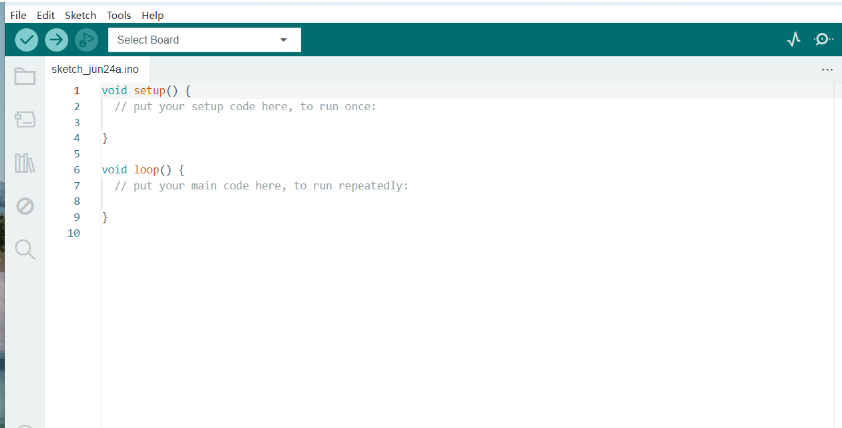 File Edit Sketch Tools Help
Select Board
sketch_jun24a.ino
1 void setup() {
2 // put your setup code here, to run once:
3
4 }
5
6 void loop() {
7 // put your main code here, to run repeatedly:
8
9 }
10